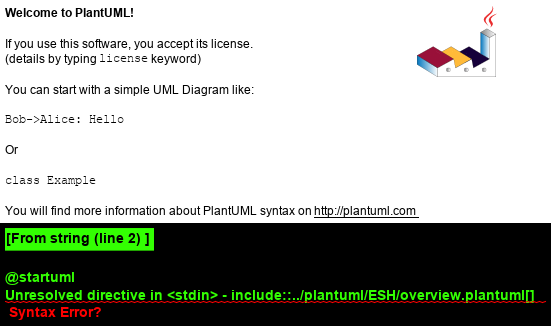 Welcome to PlantUML!
If you use this software, you accept its license.
(details by typing license keyword)
You can start with a simple UML Diagram like:
Bob->Alice: Hello
Or
class Example
You will find more information about PlantUML syntax on http://plantuml.com
[From string (line 2) ]
@startuml
Unresolved directive in <stdin> - include::../plantuml/ESH/overview.plantuml[]
Syntax Error?